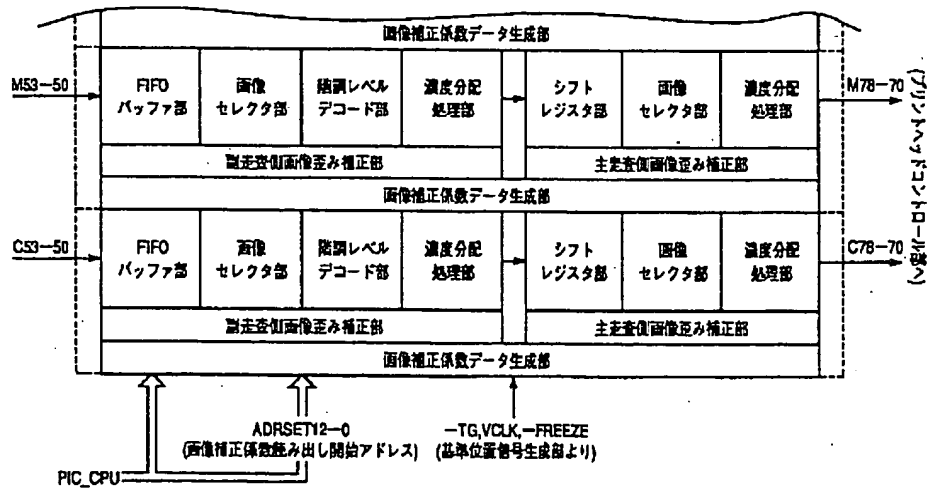 画像補正係数データ生成部
M53-50
FIFO
バッファ部
画像
セレクタ部
階調レベル
デコード部
濃度分配
処理部
シフト
レジスタ部
画像
セレクタ部
濃度分配
処理部
M78-70
副走査側画像歪み補正部
主走査側画像歪み補正部
画像補正係数データ生成部
C53-50
FIFO
バッファ部
画像
セレクタ部
階調レベル
デコード部
濃度分配
処理部
シフト
レジスタ部
画像
セレクタ部
濃度分配
処理部
C78-70
(プリントヘッドコントロール部へ)
副走査側画像歪み補正部
主走査側画像歪み補正部
画像補正係数データ生成部
ADRSET12-0
(画像補正係数読み出し開始アドレス)
-TG,VCLK,-FREEZE
(基準位置信号生成部より)
PIC_CPU